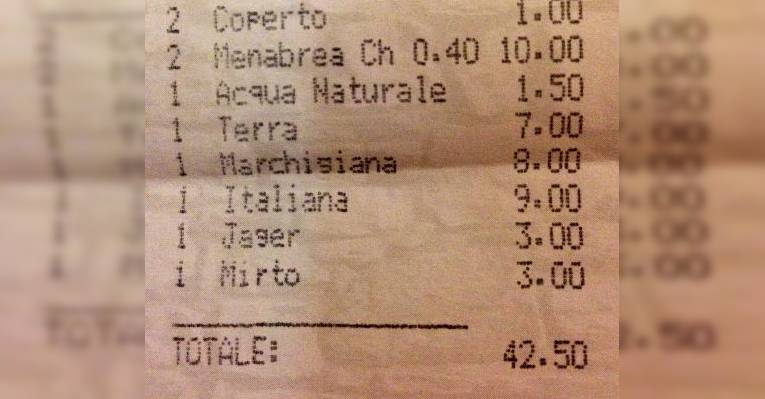 2 Coperto 1.00
2 Menabrea Ch 0.40 10.00
1 Acqua Naturale 1.50
1 Terra 7.00
1 Marchisiana 8.00
1 Italiana 9.00
1 Jager 3.00
1 Mirto 3.00
TOTALE: 42.50